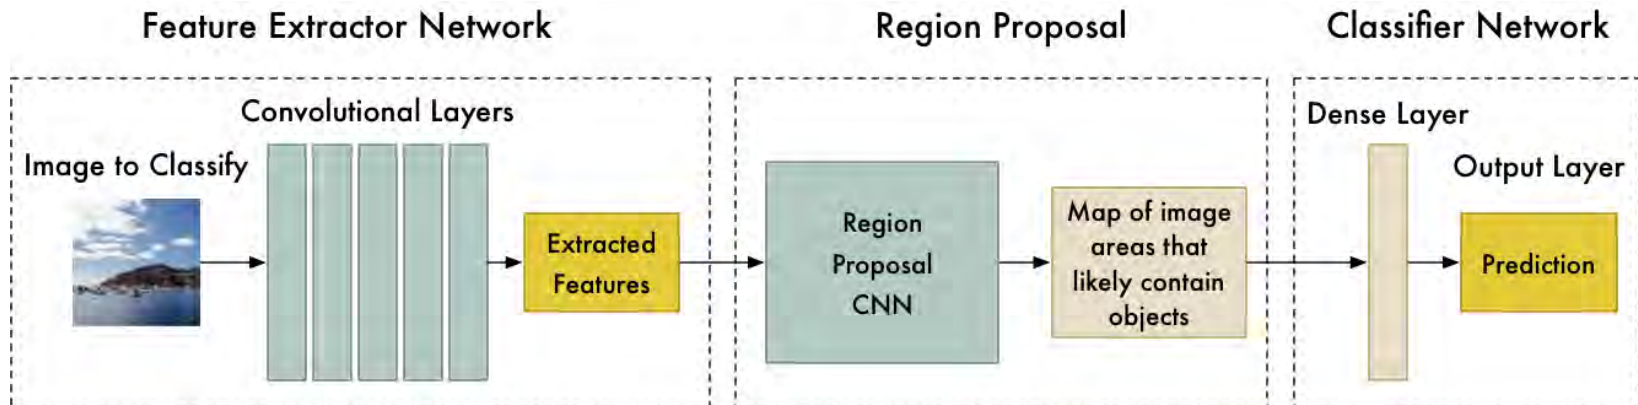 Feature Extractor Network
Region Proposal
Classifier Network
Convolutional Layers
Image to Classify
Extracted
Features
Region
Proposal
CNN
Map of image
areas that
likely contain
objects
Dense Layer
Output Layer
Prediction